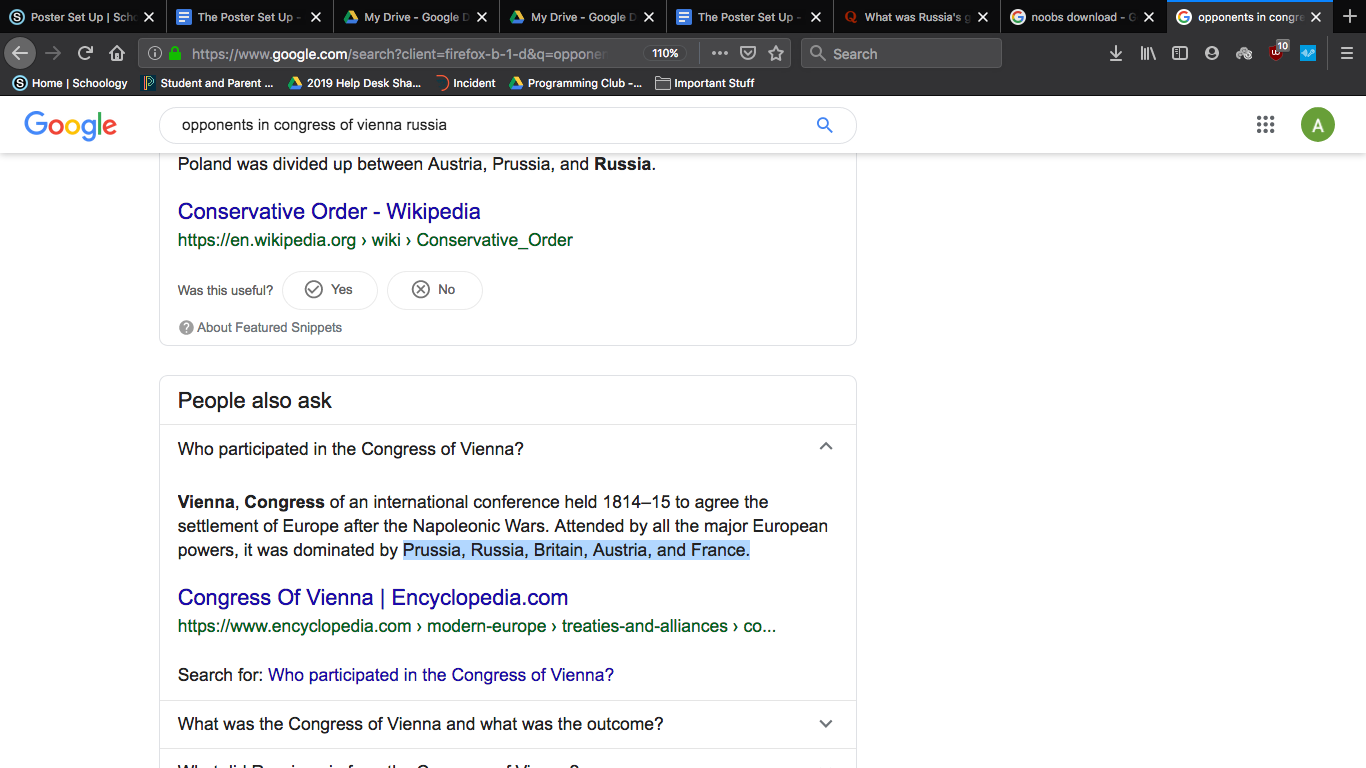 Poster Set Up | Scho
The Poster Set Up -
My Drive - Google D
My Drive - Google D
The Poster Set Up -
What was Russia's g
noobs download - G
opponents in congre
https://www.google.com/search?client=firefox-b-1-d&q=oppone
110%
Search
10
Home | Schoology
Student and Parent ...
2019 Help Desk Sha...
Incident
Programming Club -...
Important Stuff
Google
opponents in congress of vienna russia
A
Poland was divided up between Austria, Prussia, and Russia.
Conservative Order - Wikipedia
https://en.wikipedia.org › wiki › Conservative_Order
Was this useful?
Yes
No
About Featured Snippets
People also ask
Who participated in the Congress of Vienna?
Vienna, Congress of an international conference held 1814–15 to agree the
settlement of Europe after the Napoleonic Wars. Attended by all the major European
powers, it was dominated by Prussia, Russia, Britain, Austria, and France.
Congress Of Vienna | Encyclopedia.com
https://www.encyclopedia.com › modern-europe › treaties-and-alliances › co...
Search for: Who participated in the Congress of Vienna?
What was the Congress of Vienna and what was the outcome?